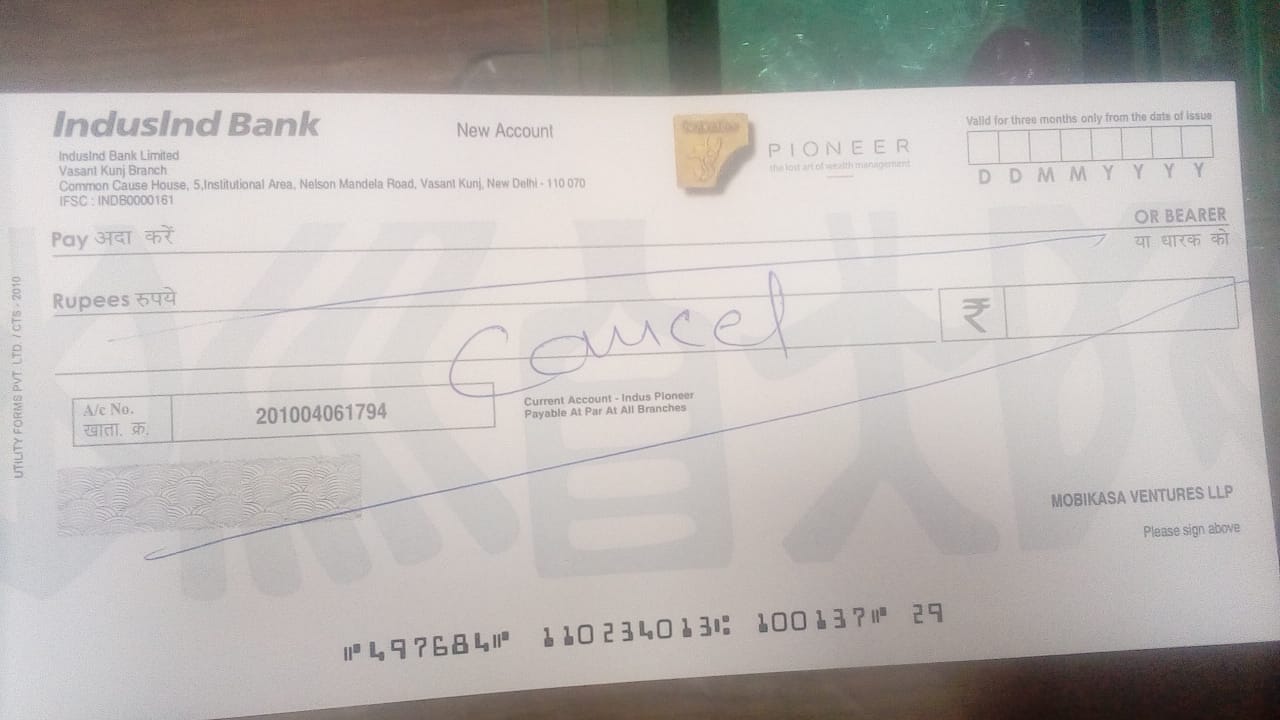 IndusInd Bank
New Account
PIONEER
the lost art of wealth management
Valid for three months only from the date of issue
D D M M Y Y Y Y
IndusInd Bank Limited
Vasant Kunj Branch
Common Cause House, 5,Institutional Area, Nelson Mandela Road, Vasant Kunj, New Delhi - 110 070
IFSC : INDB0000161
Pay अदा करें
OR BEARER
या धारक को
Rupees रुपये
₹
Cancel
A/c No.
खाता. क्र.
201004061794
Current Account - Indus Pioneer
Payable At Par At All Branches
UTILITY FORMS PVT. LTD. / CTS - 2010
MOBIKASA VENTURES LLP
Please sign above
⑈497684⑈ 110234013⑆ 100137⑈ 29